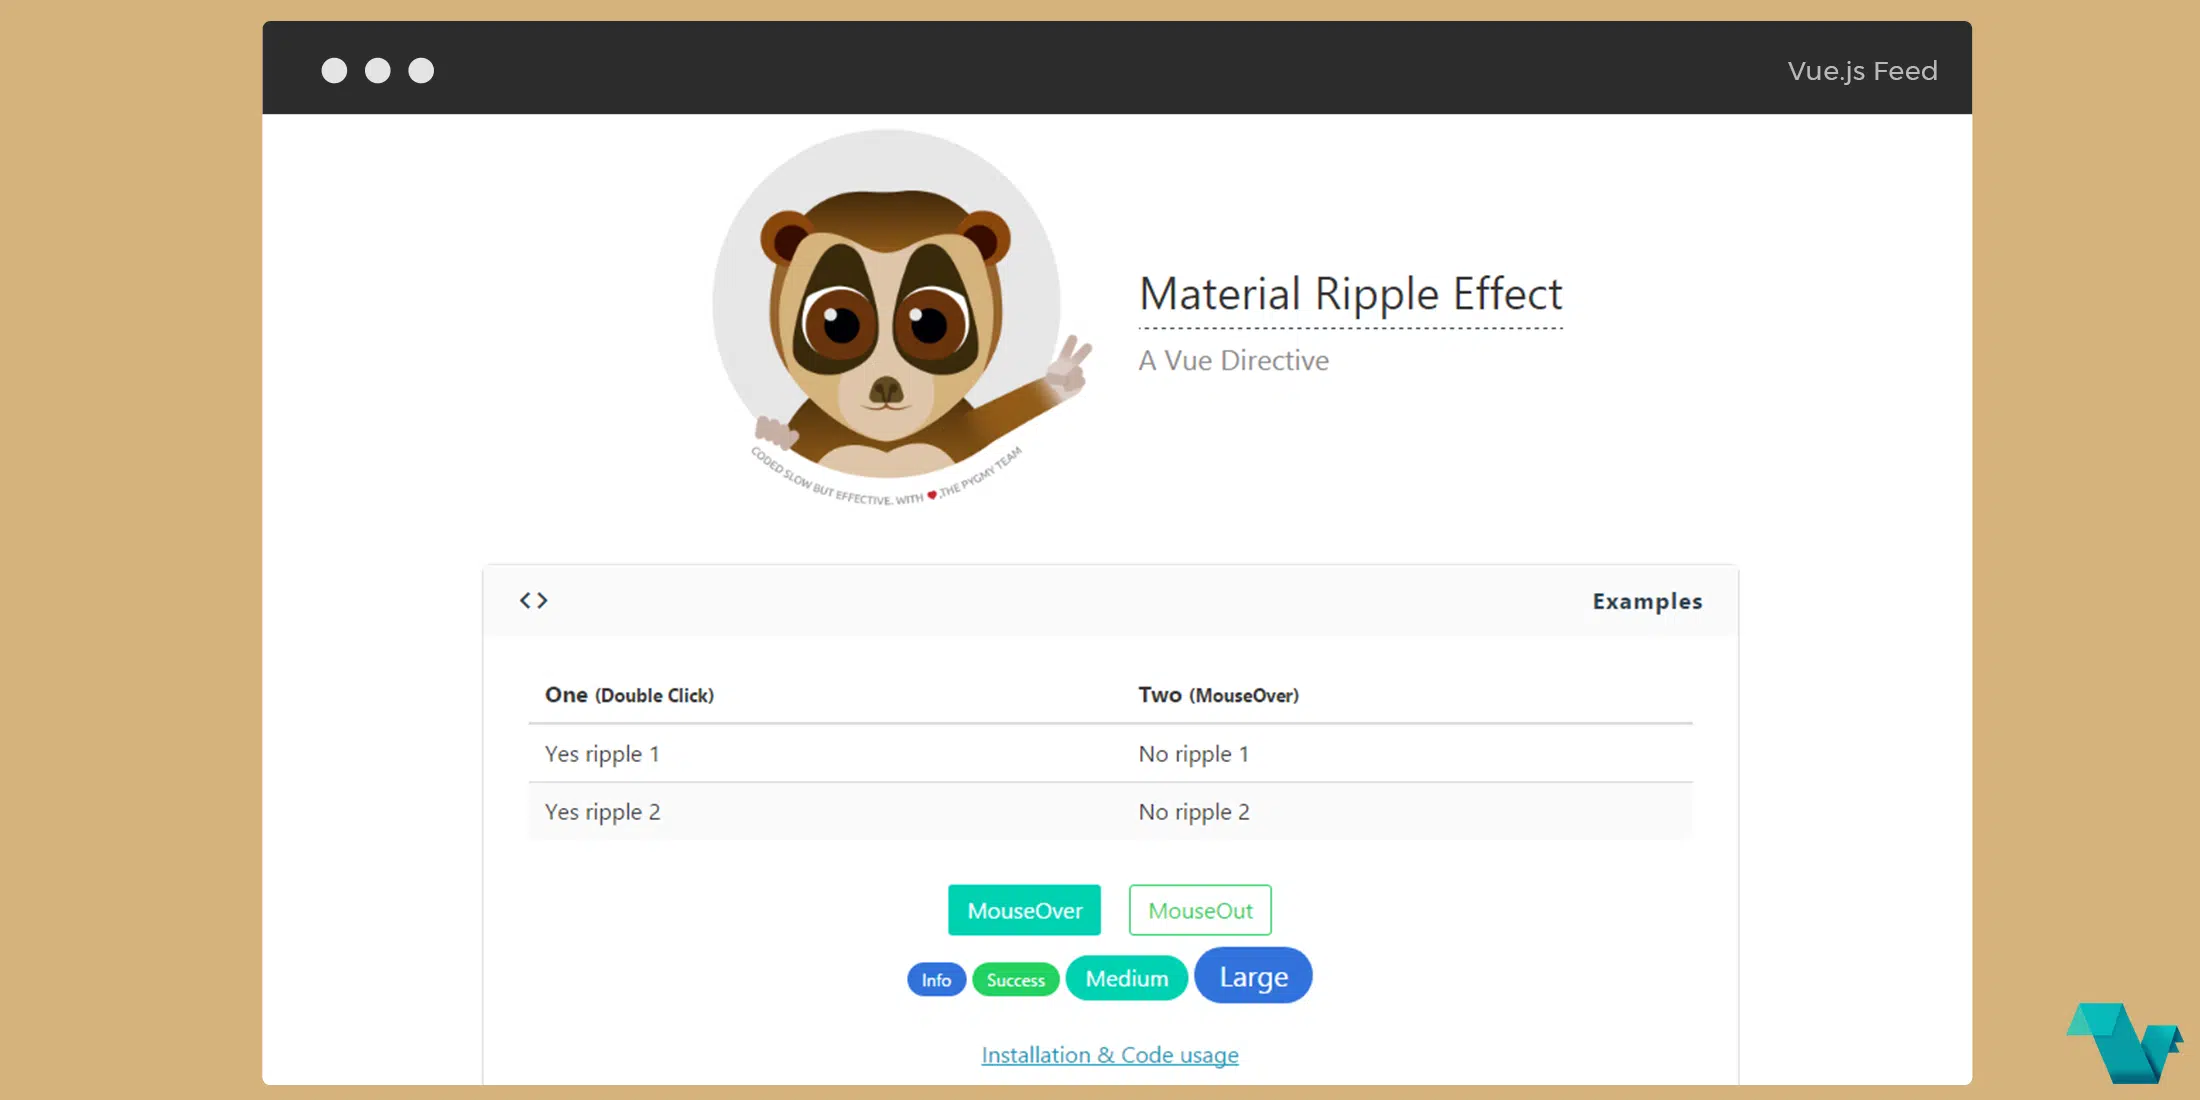 Vue.js Feed
Material Ripple Effect
A Vue Directive
CODED SLOW BUT EFFECTIVE. WITH ❤,THE PYGMY TEAM
<> Examples
One (Double Click) Two (MouseOver)
Yes ripple 1 No ripple 1
Yes ripple 2 No ripple 2
MouseOver MouseOut
Info Success Medium Large
Installation & Code usage